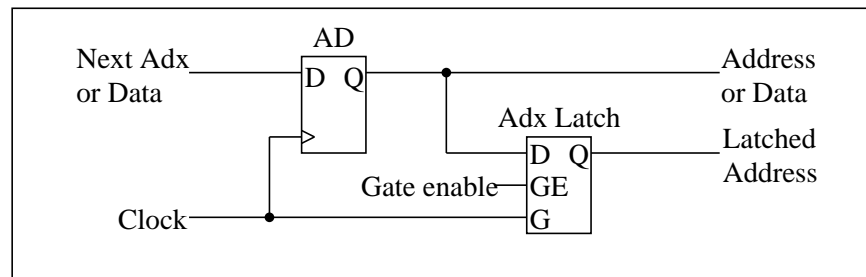 AD
Next Adx
or Data
D Q
Address
or Data
Adx Latch
D Q
Latched
Address
Gate enable
GE
Clock
G